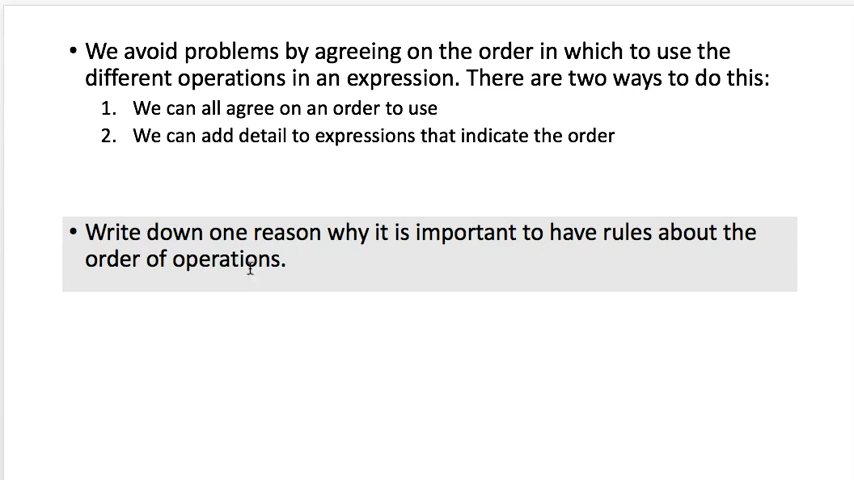 • We avoid problems by agreeing on the order in which to use the
different operations in an expression. There are two ways to do this:
1. We can all agree on an order to use
2. We can add detail to expressions that indicate the order
• Write down one reason why it is important to have rules about the
order of operations.